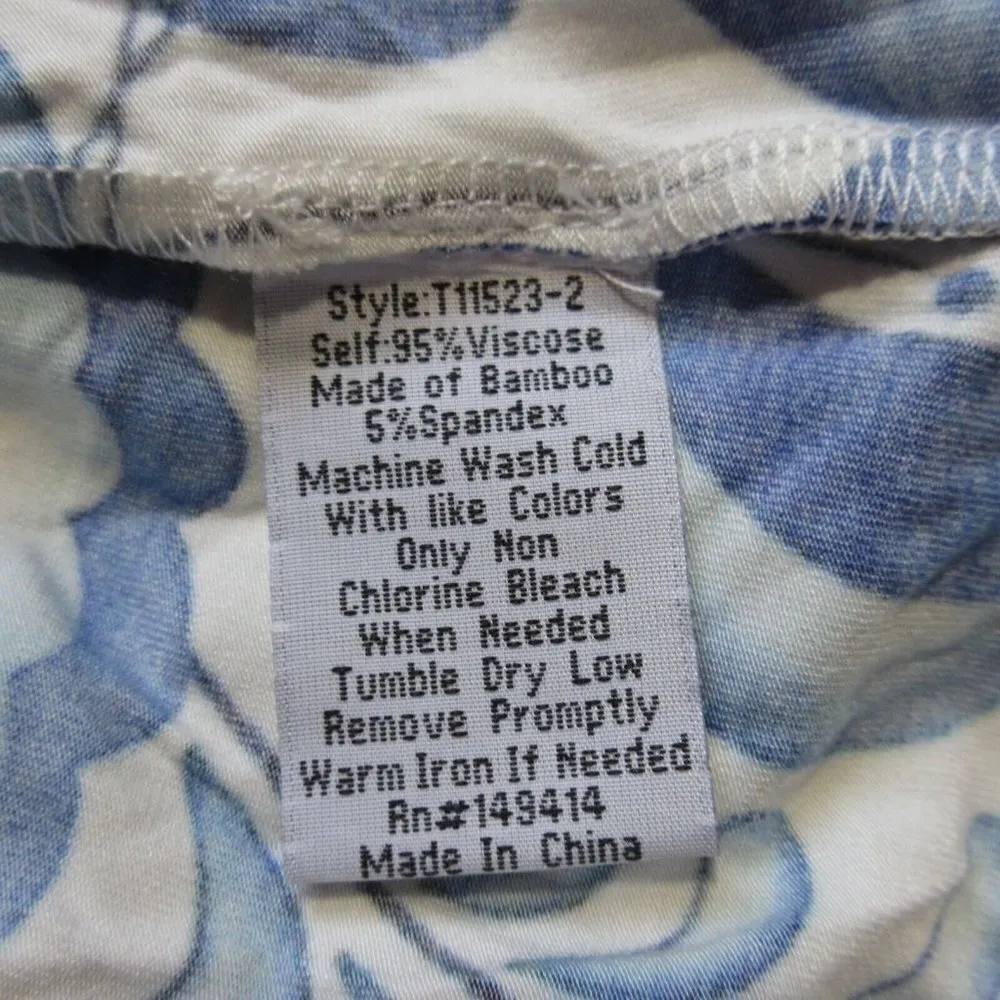 Style:T11523-2
Self:95%Viscose
Made of Bamboo
5%Spandex
Machine Wash Cold
With like Colors
Only Non
Chlorine Bleach
When Needed
Tumble Dry Low
Remove Promptly
Warm Iron If Needed
Rn#149414
Made In China